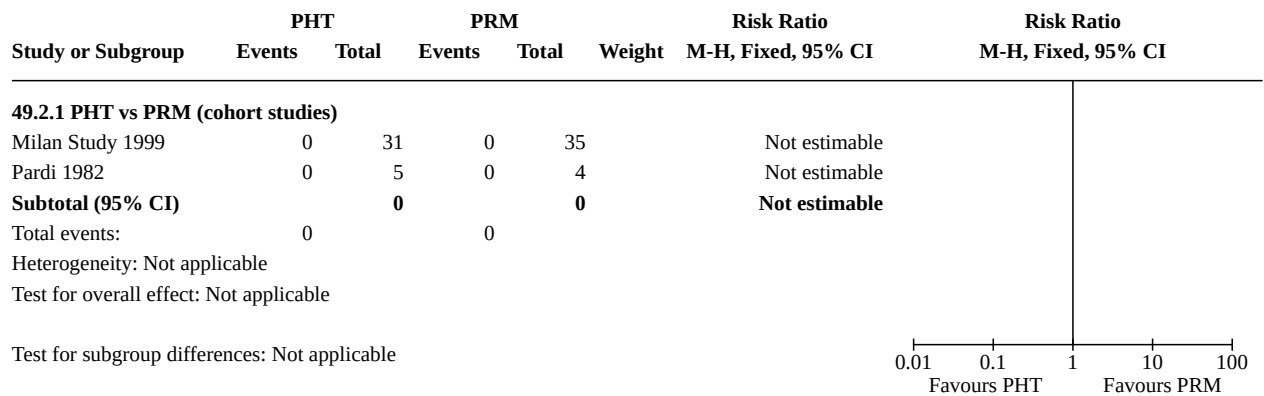 PHT PRM Risk Ratio Risk Ratio
Study or Subgroup Events Total Events Total Weight M-H, Fixed, 95% CI M-H, Fixed, 95% CI
49.2.1 PHT vs PRM (cohort studies)
Milan Study 1999 0 31 0 35 Not estimable
Pardi 1982 0 5 0 4 Not estimable
Subtotal (95% CI) 0 0 Not estimable
Total events: 0 0
Heterogeneity: Not applicable
Test for overall effect: Not applicable
Test for subgroup differences: Not applicable
0.01 0.1 1 10 100
Favours PHT Favours PRM